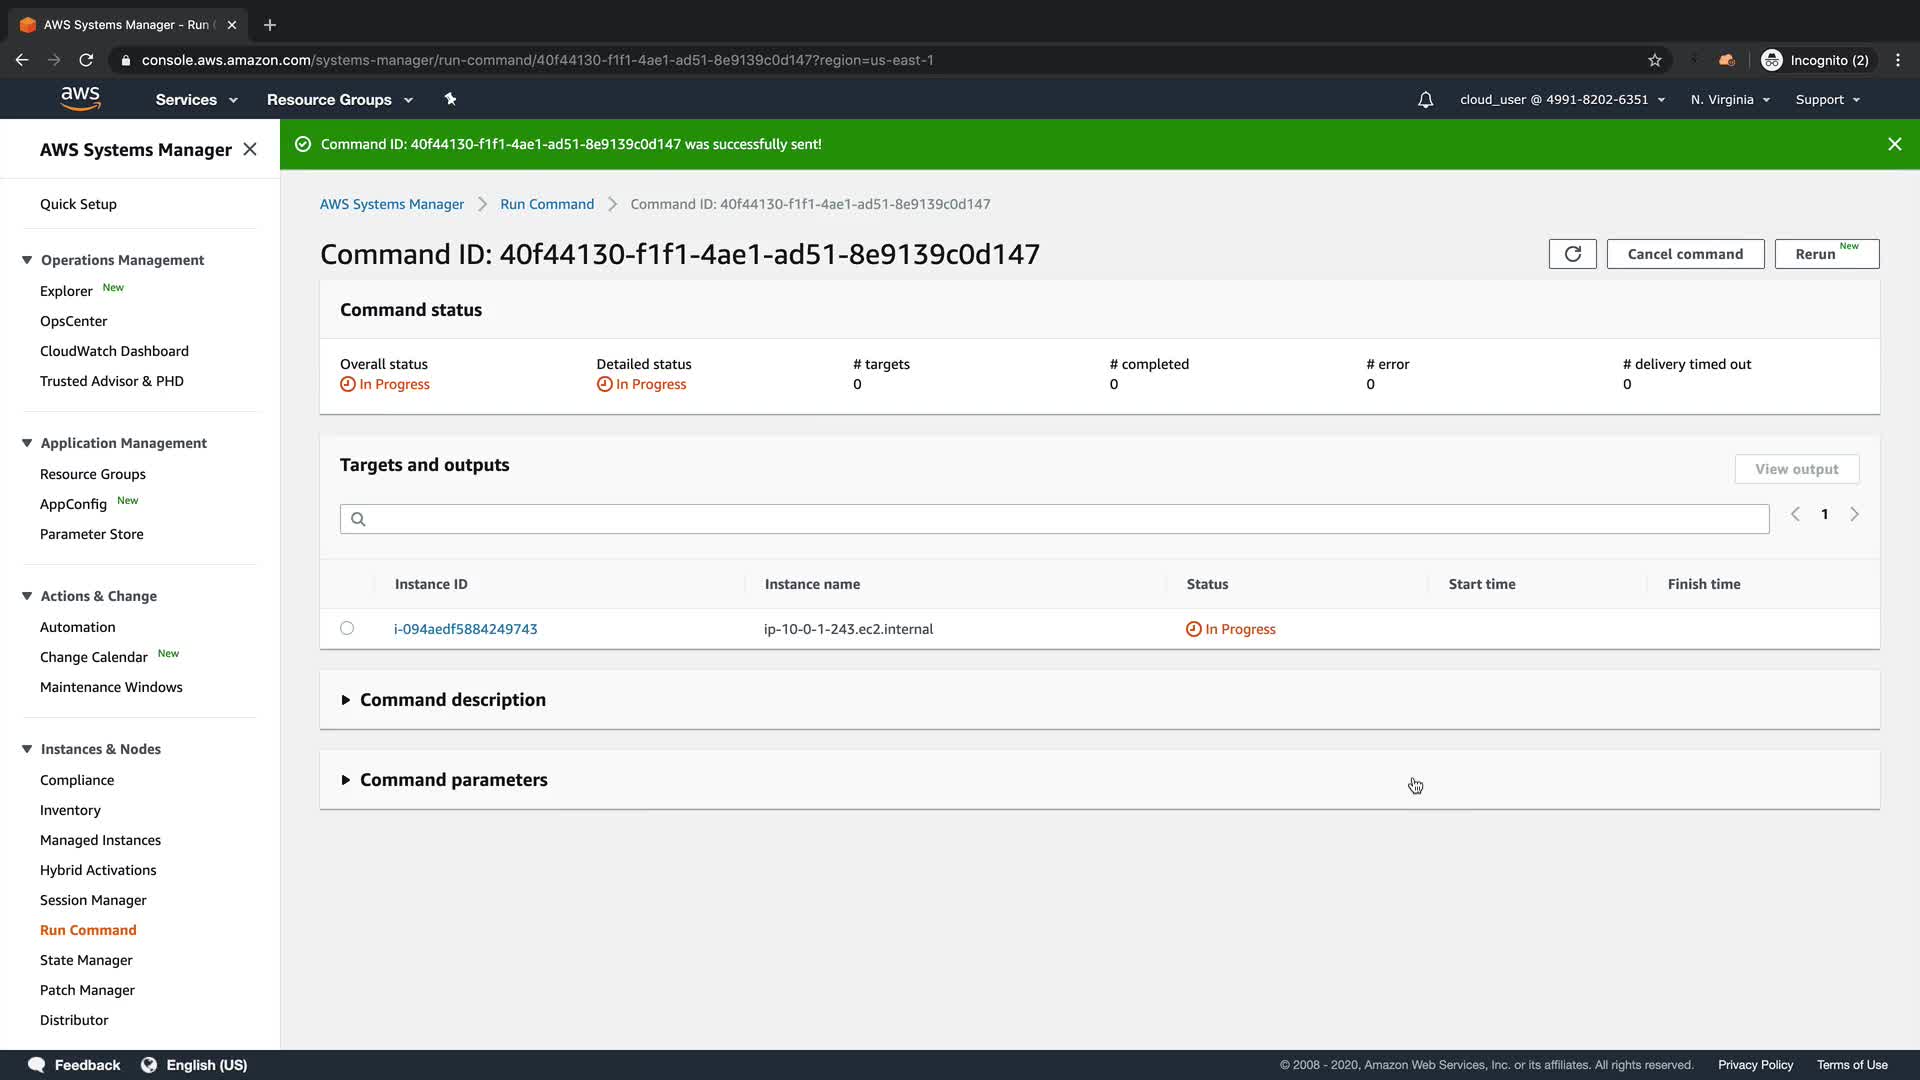 AWS Systems Manager - Run
console.aws.amazon.com/systems-manager/run-command/40f44130-f1f1-4ae1-ad51-8e9139c0d147?region=us-east-1
Incognito (2)
aws
Services
Resource Groups
cloud_user @ 4991-8202-6351
N. Virginia
Support
AWS Systems Manager
Command ID: 40f44130-f1f1-4ae1-ad51-8e9139c0d147 was successfully sent!
Quick Setup
Operations Management
Explorer New
OpsCenter
CloudWatch Dashboard
Trusted Advisor & PHD
Application Management
Resource Groups
AppConfig New
Parameter Store
Actions & Change
Automation
Change Calendar New
Maintenance Windows
Instances & Nodes
Compliance
Inventory
Managed Instances
Hybrid Activations
Session Manager
Run Command
State Manager
Patch Manager
Distributor
AWS Systems Manager
Run Command
Command ID: 40f44130-f1f1-4ae1-ad51-8e9139c0d147
Command ID: 40f44130-f1f1-4ae1-ad51-8e9139c0d147
Cancel command
Rerun New
Command status
Overall status
In Progress
Detailed status
In Progress
# targets
0
# completed
0
# error
0
# delivery timed out
0
Targets and outputs
View output
1
Instance ID
Instance name
Status
Start time
Finish time
i-094aedf5884249743
ip-10-0-1-243.ec2.internal
In Progress
Command description
Command parameters
Feedback
English (US)
© 2008 - 2020, Amazon Web Services, Inc. or its affiliates. All rights reserved.
Privacy Policy
Terms of Use